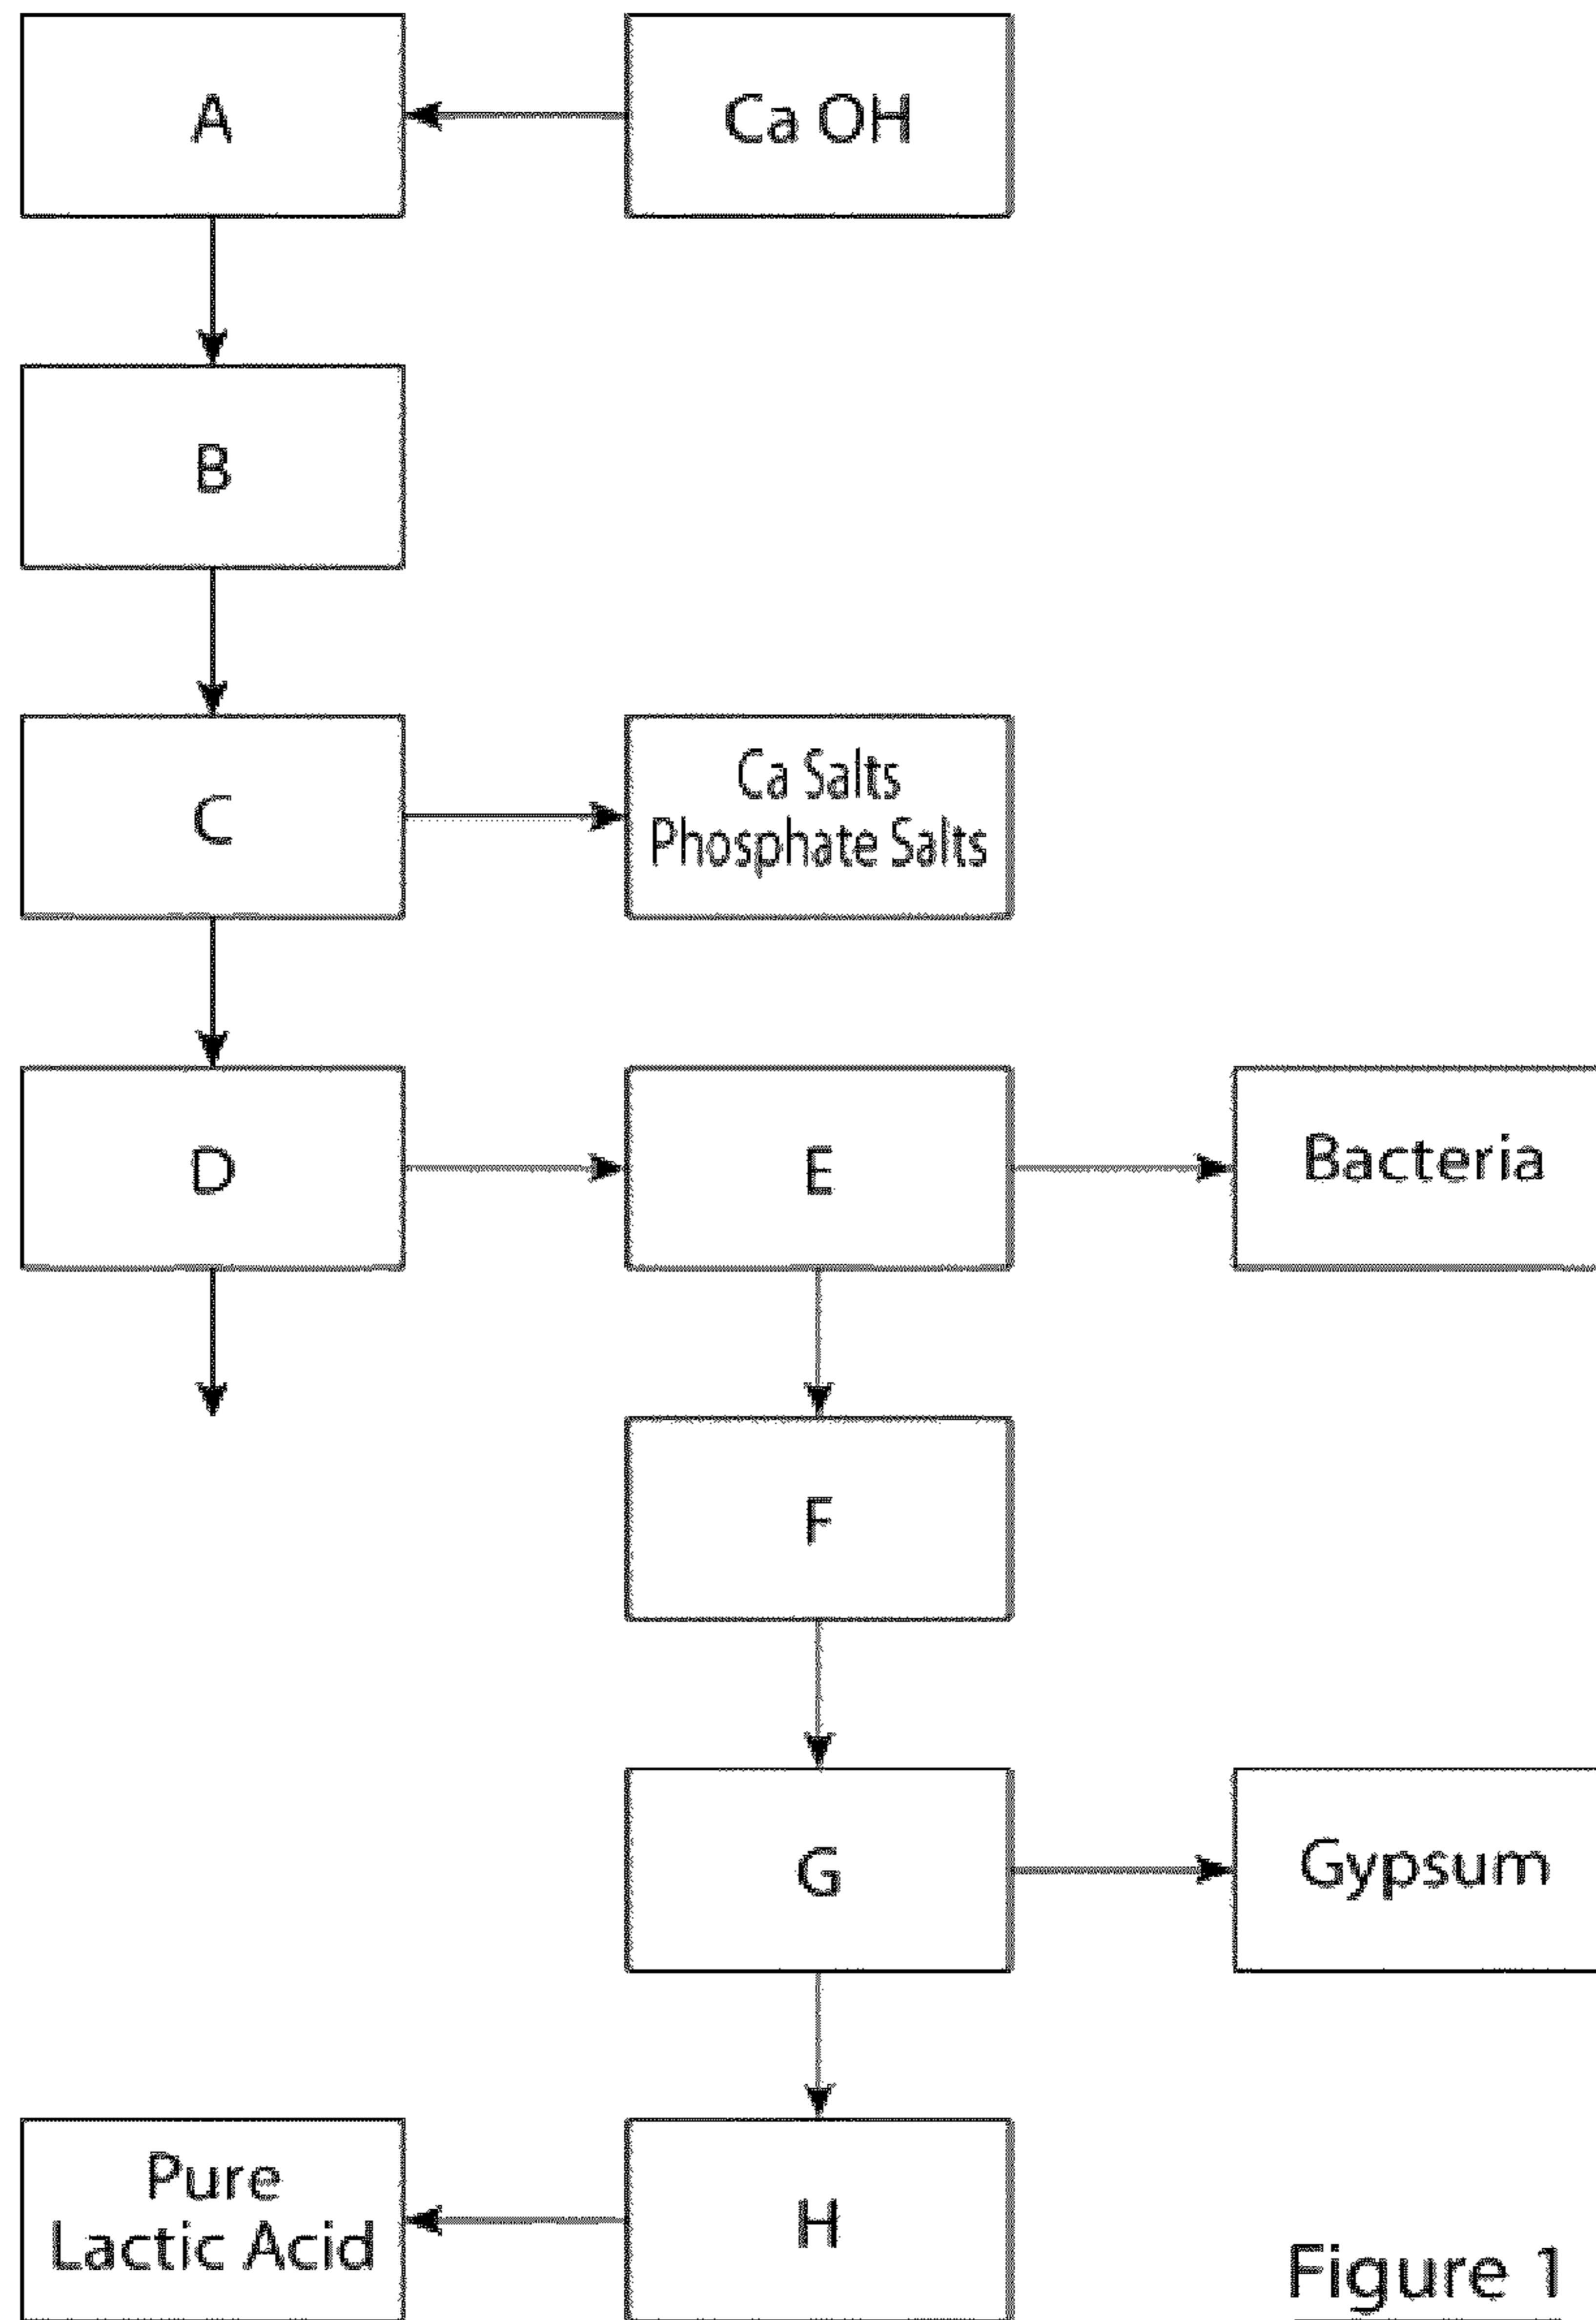 A
Ca OH
B
C
Ca Salts
Phosphate Salts
D
E
Bacteria
F
G
Gypsum
Pure
Lactic Acid
H
Figure 1